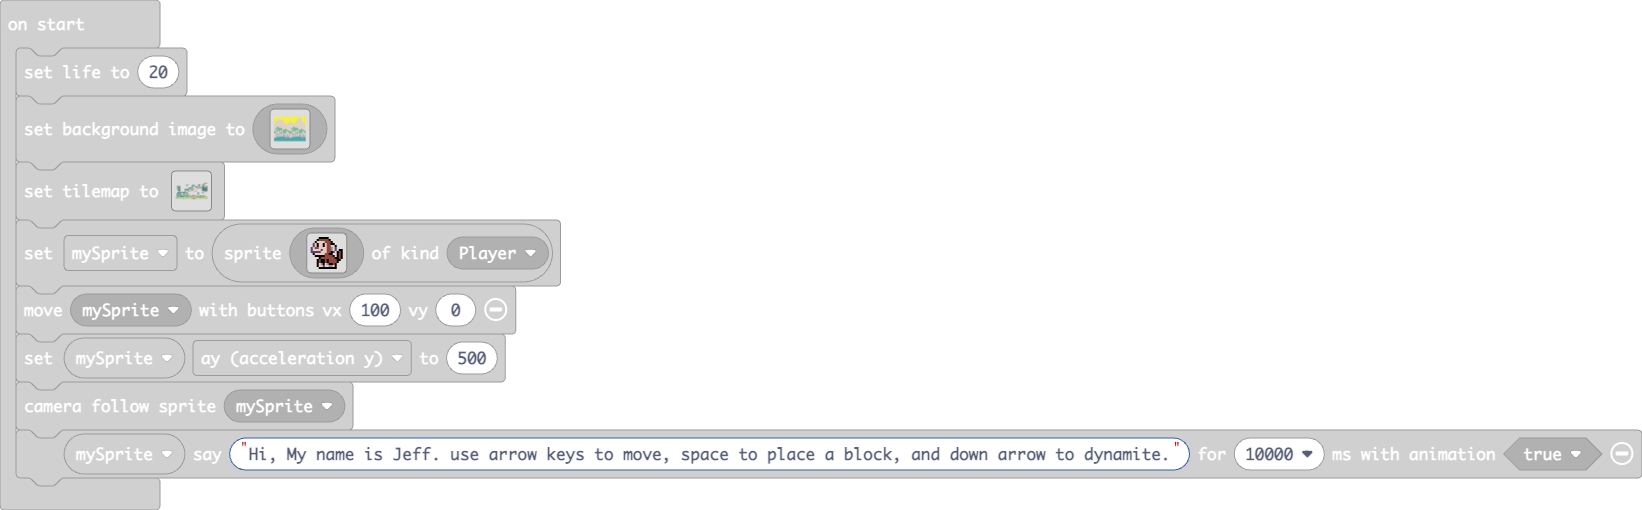 on start
set life to 20
set background image to
set tilemap to
set mySprite to sprite of kind Player
move mySprite with buttons vx 100 vy 0
set mySprite ay (acceleration y) to 500
camera follow sprite mySprite
mySprite say "Hi, My name is Jeff. use arrow keys to move, space to place a block, and down arrow to dynamite." for 10000 ms with animation true